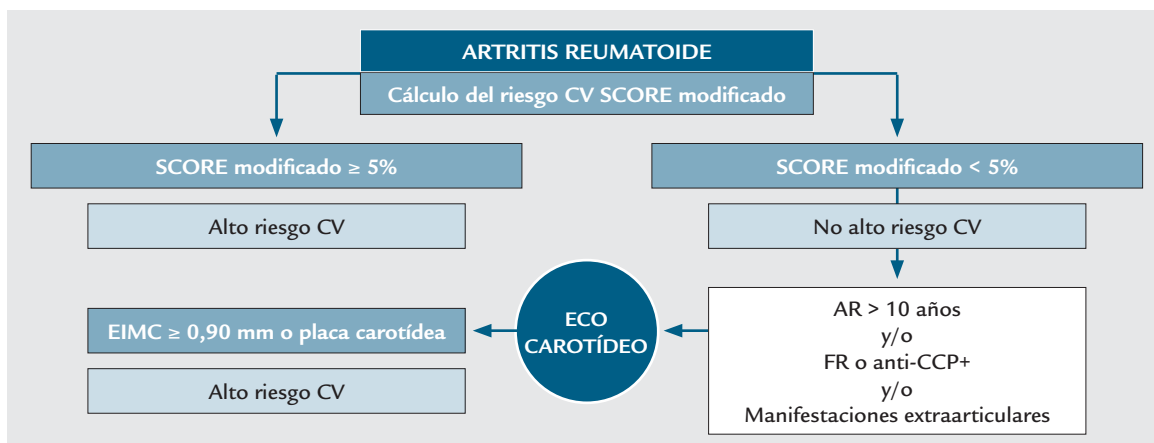 ARTRITIS REUMATOIDE
Cálculo del riesgo CV SCORE modificado
SCORE modificado ≥ 5%
Alto riesgo CV
SCORE modificado < 5%
No alto riesgo CV
AR > 10 años
y/o
FR o anti-CCP+
y/o
Manifestaciones extraarticulares
ECO
CAROTÍDEO
EIMC ≥ 0,90 mm o placa carotídea
Alto riesgo CV